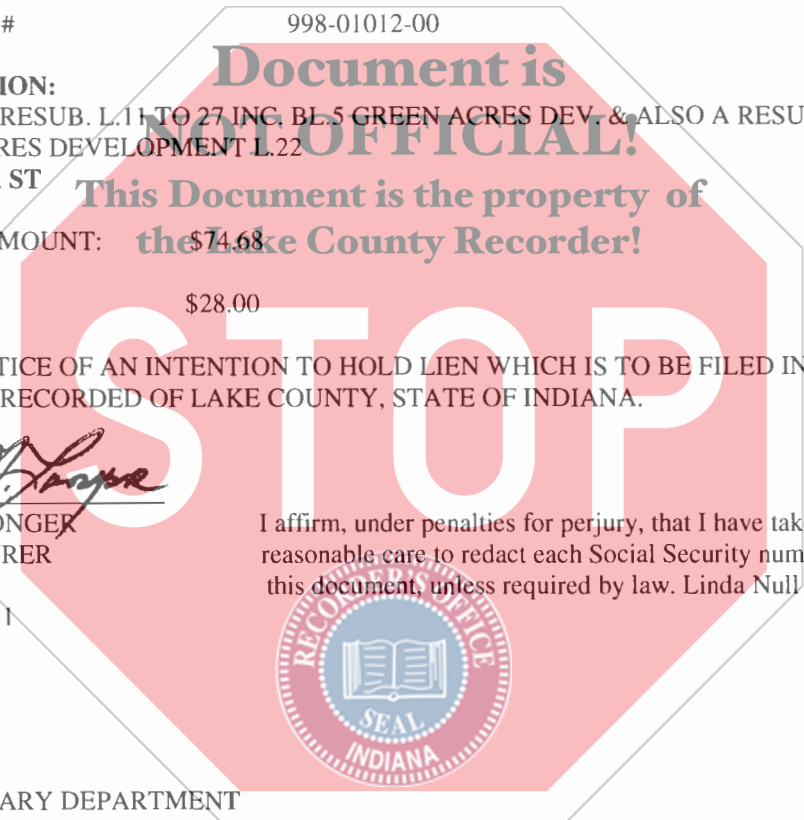 # 998-01012-00
Document is
ION:
RESUB. L.11 TO 27 INC. BL.5 GREEN ACRES DEV. & ALSO A RESU
NOT OFFICIAL!
RES DEVELOPMENT L.22
ST
This Document is the property of
MOUNT: $74.68
the Lake County Recorder!
$28.00
STOP
TICE OF AN INTENTION TO HOLD LIEN WHICH IS TO BE FILED IN
RECORDED OF LAKE COUNTY, STATE OF INDIANA.
ONGER
RER
I affirm, under penalties for perjury, that I have tak
reasonable care to redact each Social Security num
this document, unless required by law. Linda Null
1
RECORDER'S OFFICE
SEAL
INDIANA
ARY DEPARTMENT